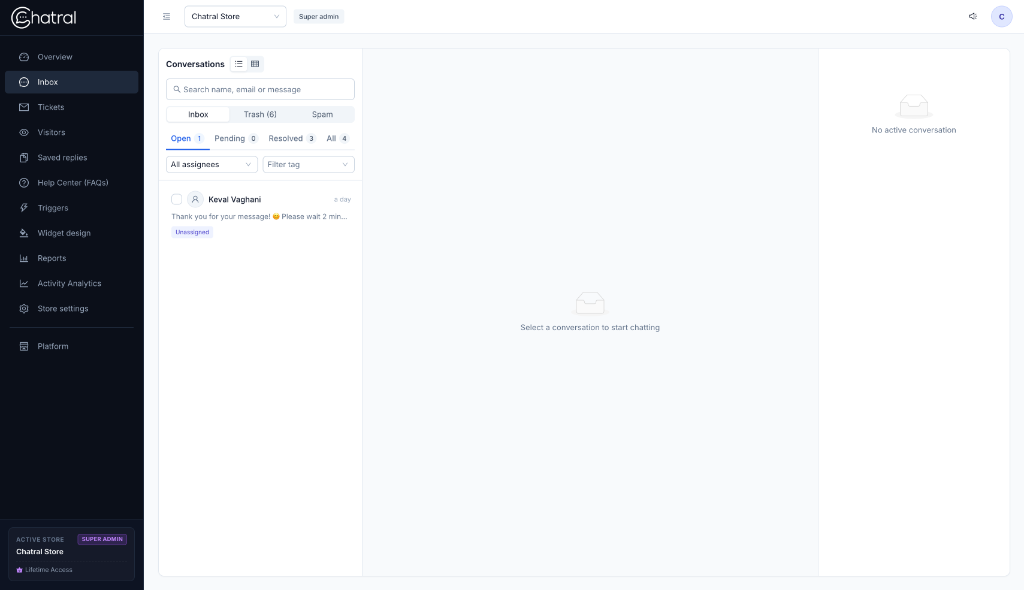 Chatral
Chatral Store
Super admin
C
Overview
Inbox
Tickets
Visitors
Saved replies
Help Center (FAQs)
Triggers
Widget design
Reports
Activity Analytics
Store settings
Platform
ACTIVE STORE
SUPER ADMIN
Chatral Store
Lifetime Access
Conversations
Search name, email or message
Inbox Trash (6) Spam
Open 1 Pending 0 Resolved 3 All 4
All assignees Filter tag
Keval Vaghani a day
Thank you for your message! 😊 Please wait 2 min...
Unassigned
Select a conversation to start chatting
No active conversation